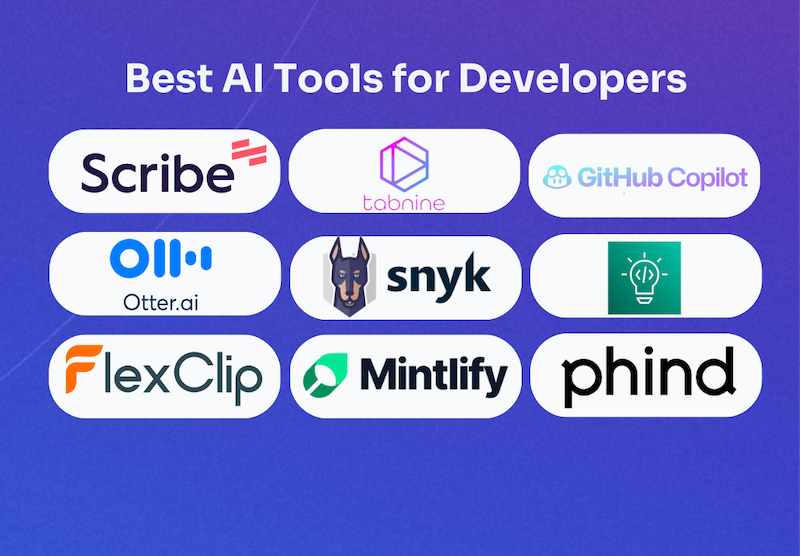 Best AI Tools for Developers
Scribe
tabnine
GitHub Copilot
Otter.ai
snyk
</>
FlexClip
Mintlify
phind